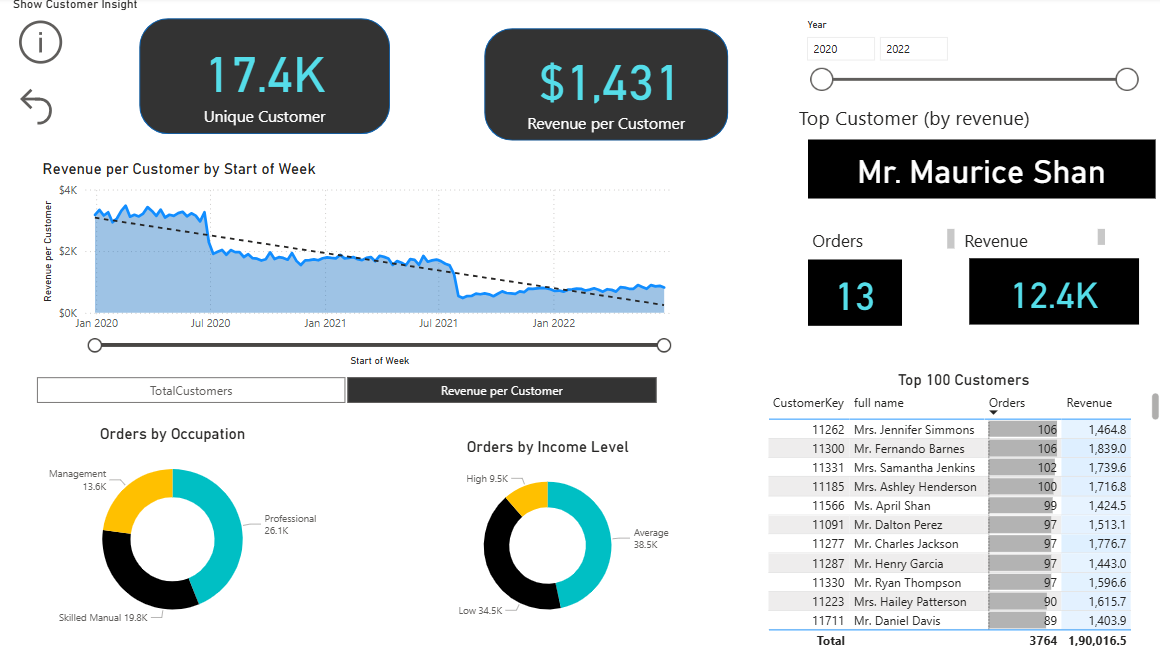 Show Customer Insight
17.4K
Unique Customer
$1,431
Revenue per Customer
Year
2020 2022
Top Customer (by revenue)
Mr. Maurice Shan
Orders Revenue
13 12.4K
Revenue per Customer by Start of Week
Revenue per Customer
$4K
$2K
$0K
Jan 2020 Jul 2020 Jan 2021 Jul 2021 Jan 2022
Start of Week
TotalCustomers Revenue per Customer
Orders by Occupation
Management
13.6K
Professional
26.1K
Skilled Manual 19.8K
Orders by Income Level
High 9.5K
Average
38.5K
Low 34.5K
Top 100 Customers
CustomerKey full name Orders Revenue
11262 Mrs. Jennifer Simmons 106 1,464.8
11300 Mr. Fernando Barnes 106 1,839.0
11331 Mrs. Samantha Jenkins 102 1,739.6
11185 Mrs. Ashley Henderson 100 1,716.8
11566 Ms. April Shan 99 1,424.5
11091 Mr. Dalton Perez 97 1,513.1
11277 Mr. Charles Jackson 97 1,776.7
11287 Mr. Henry Garcia 97 1,443.0
11330 Mr. Ryan Thompson 97 1,596.6
11223 Mrs. Hailey Patterson 90 1,615.7
11711 Mr. Daniel Davis 89 1,403.9
Total 3764 1,90,016.5